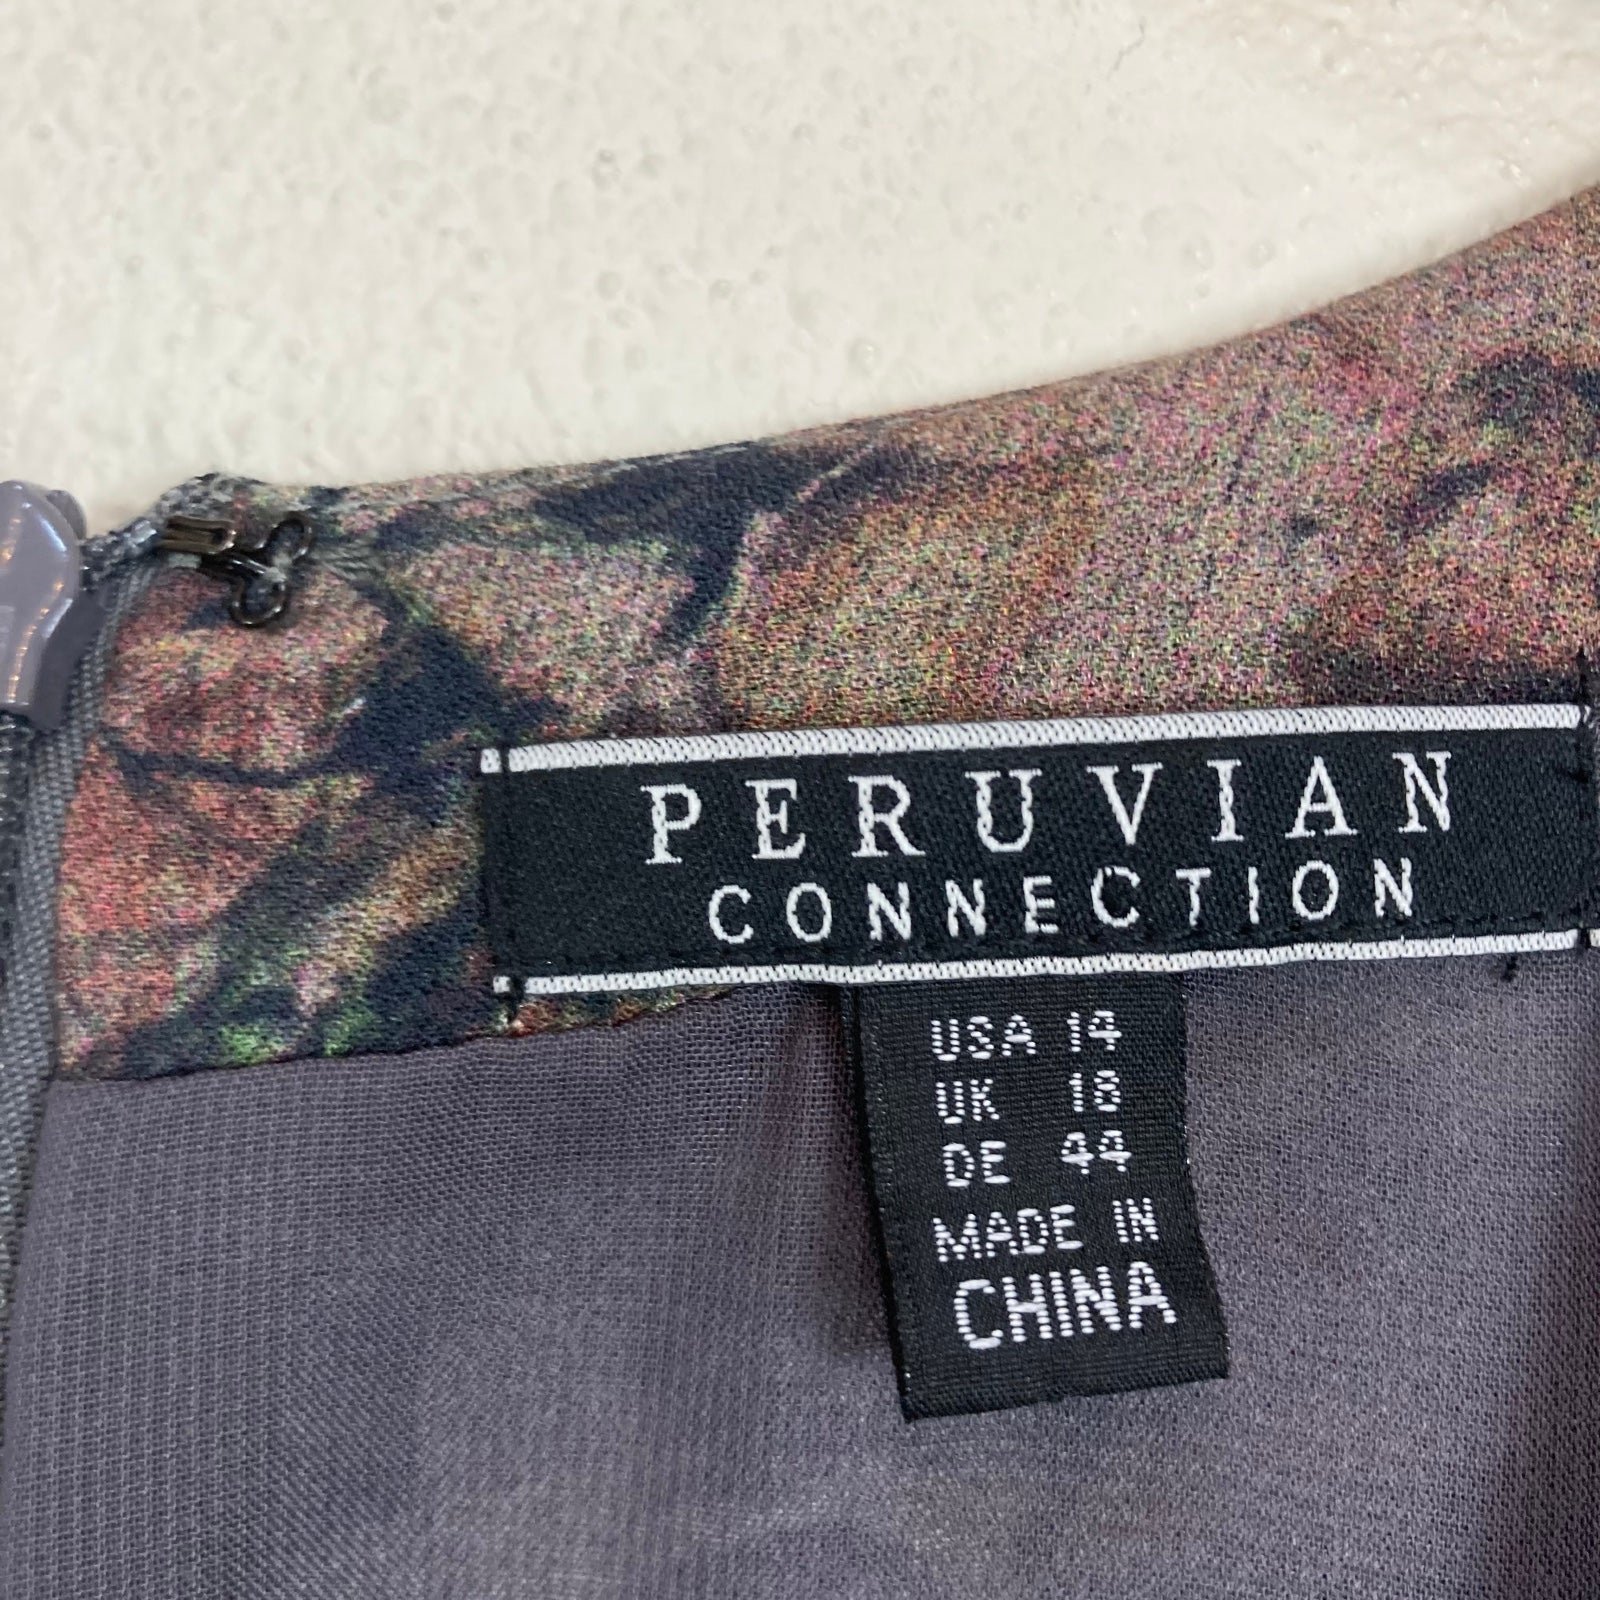 PERUVIAN
CONNECTION
USA 14
UK 18
DE 44
MADE IN
CHINA